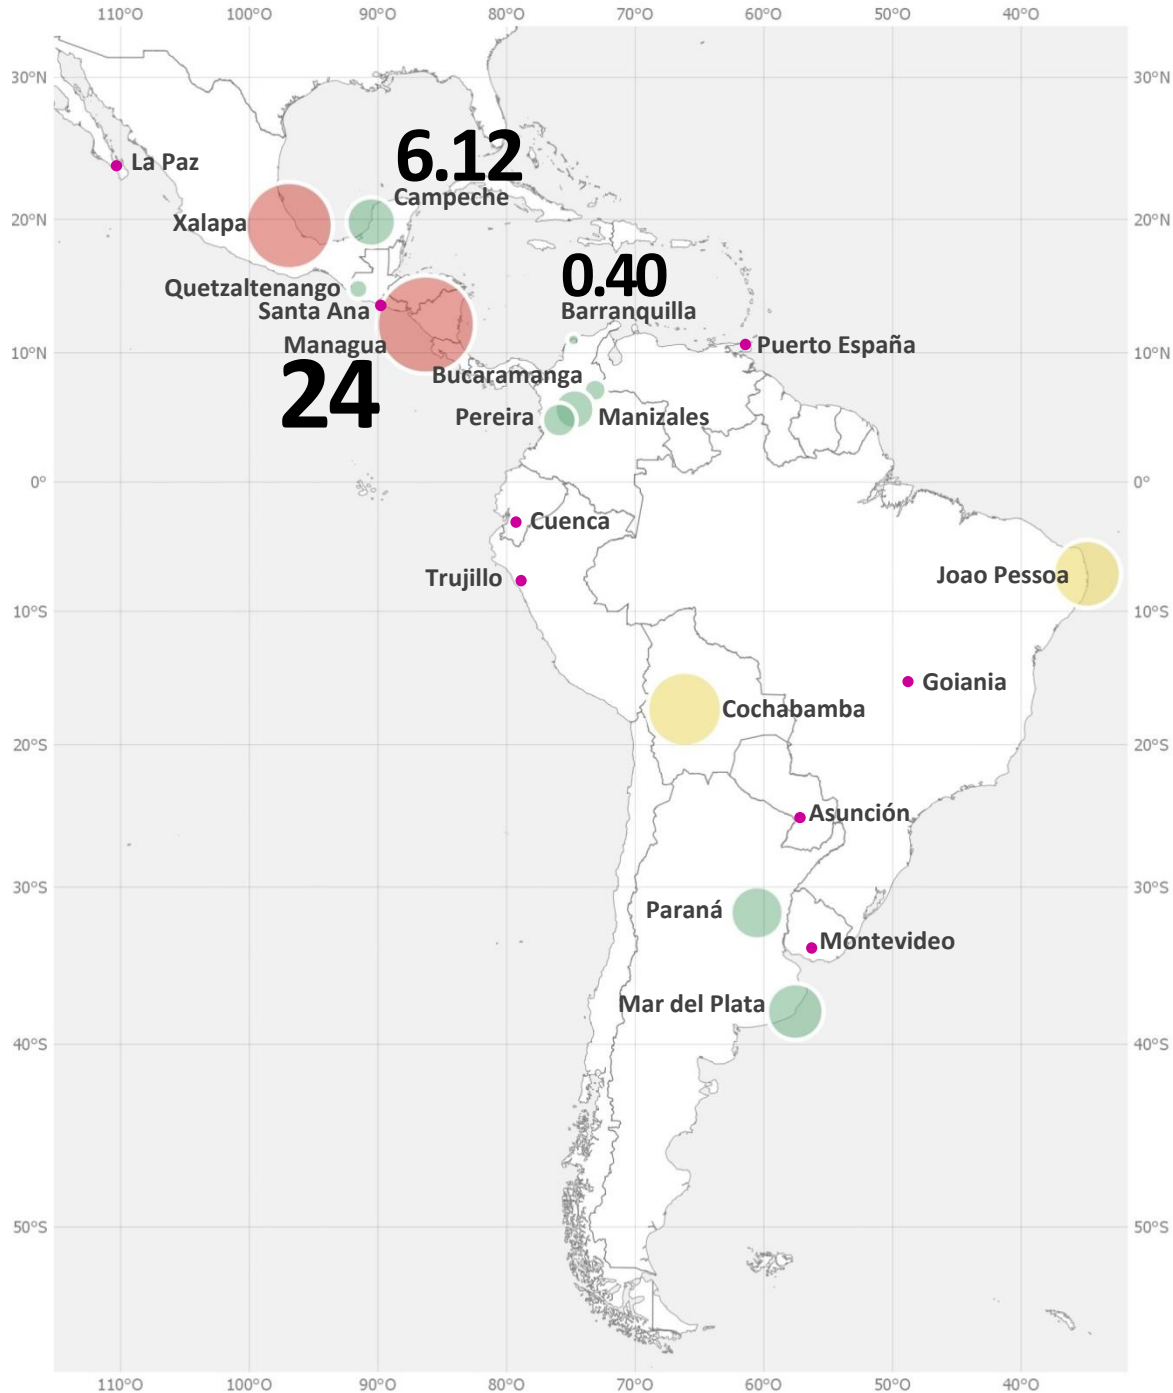 110°O 100°O 90°O 80°O 70°O 60°O 50°O 40°O
30°N 30°N
6.12
La Paz
Campeche
20°N Xalapa 20°N
0.40
Quetzaltenango
Santa Ana Barranquilla
Managua Puerto España
10°N 10°N
24
Bucaramanga
Pereira Manizales
0° 0°
Cuenca
Trujillo Joao Pessoa
10°S 10°S
Goiania
Cochabamba
20°S 20°S
Asunción
30°S 30°S
Paraná
Montevideo
Mar del Plata
40°S 40°S
50°S 50°S
110°O 100°O 90°O 80°O 70°O 60°O 50°O 40°O